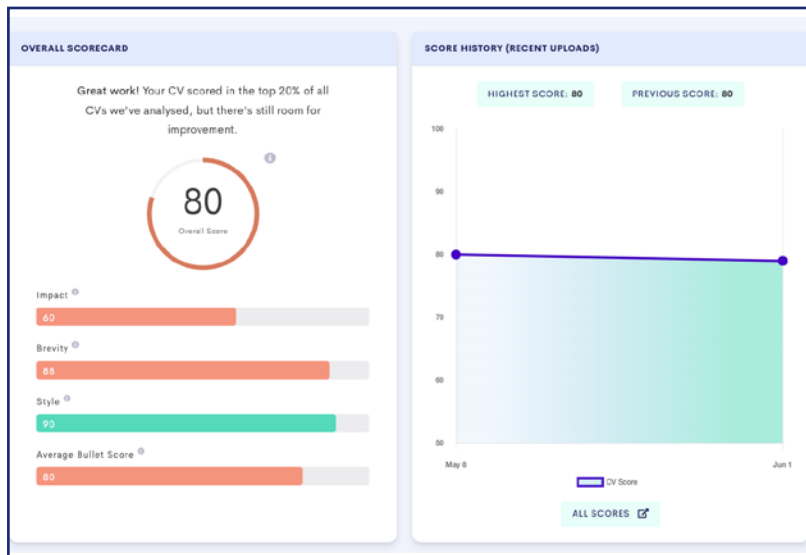 OVERALL SCORECARD
Great work! Your CV scored in the top 20% of all
CVs we've analysed, but there's still room for
improvement.
80
Overall Score
Impact
60
Brevity
88
Style
90
Average Bullet Score
80
SCORE HISTORY (RECENT UPLOADS)
HIGHEST SCORE: 80 PREVIOUS SCORE: 80
100
90
80
70
60
50
May 8 Jun 1
CV Score
ALL SCORES